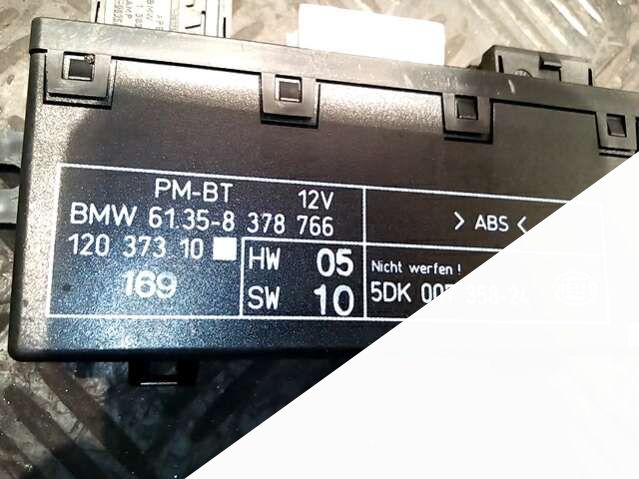 PM-BT 12V
BMW 61.35-8 378 766
120 373 10
169
HW 05
SW 10
> ABS <
Nicht werfen !
5DK 00